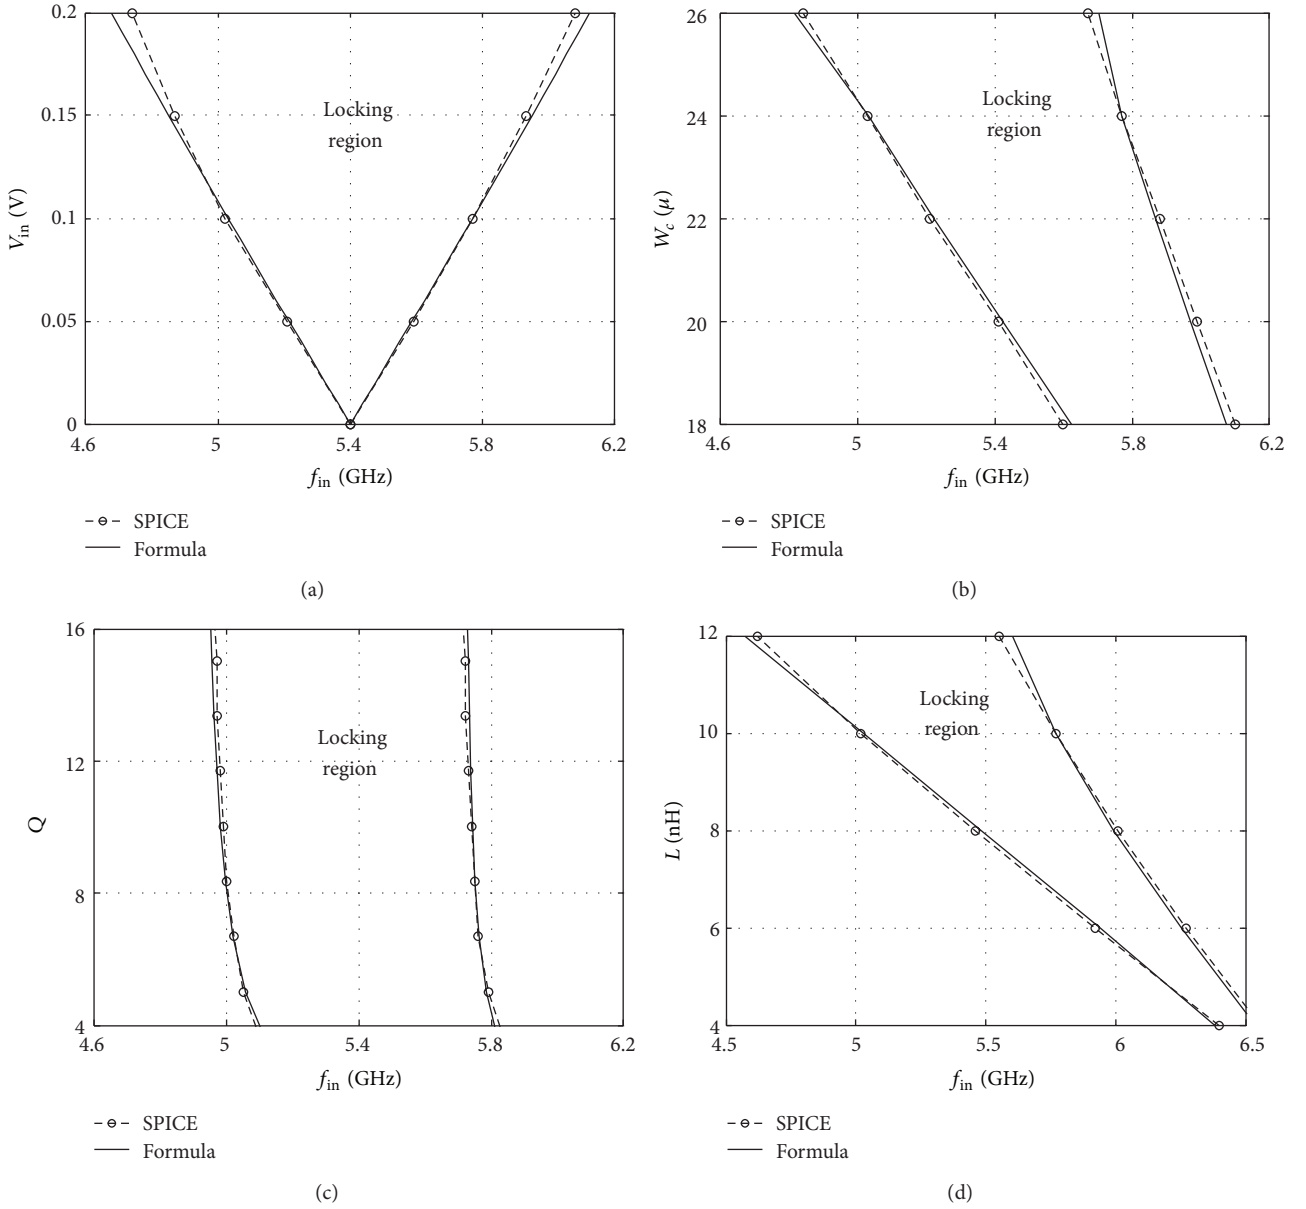 0.2
0.15
0.1
0.05
0
V_in (V)
Locking
region
4.6 5 5.4 5.8 6.2
f_in (GHz)
SPICE
Formula
(a)
26
24
22
20
18
W_c (μ)
Locking
region
4.6 5 5.4 5.8 6.2
f_in (GHz)
SPICE
Formula
(b)
16
12
8
4
Q
Locking
region
4.6 5 5.4 5.8 6.2
f_in (GHz)
SPICE
Formula
(c)
12
10
8
6
4
L (nH)
Locking
region
4.5 5 5.5 6 6.5
f_in (GHz)
SPICE
Formula
(d)